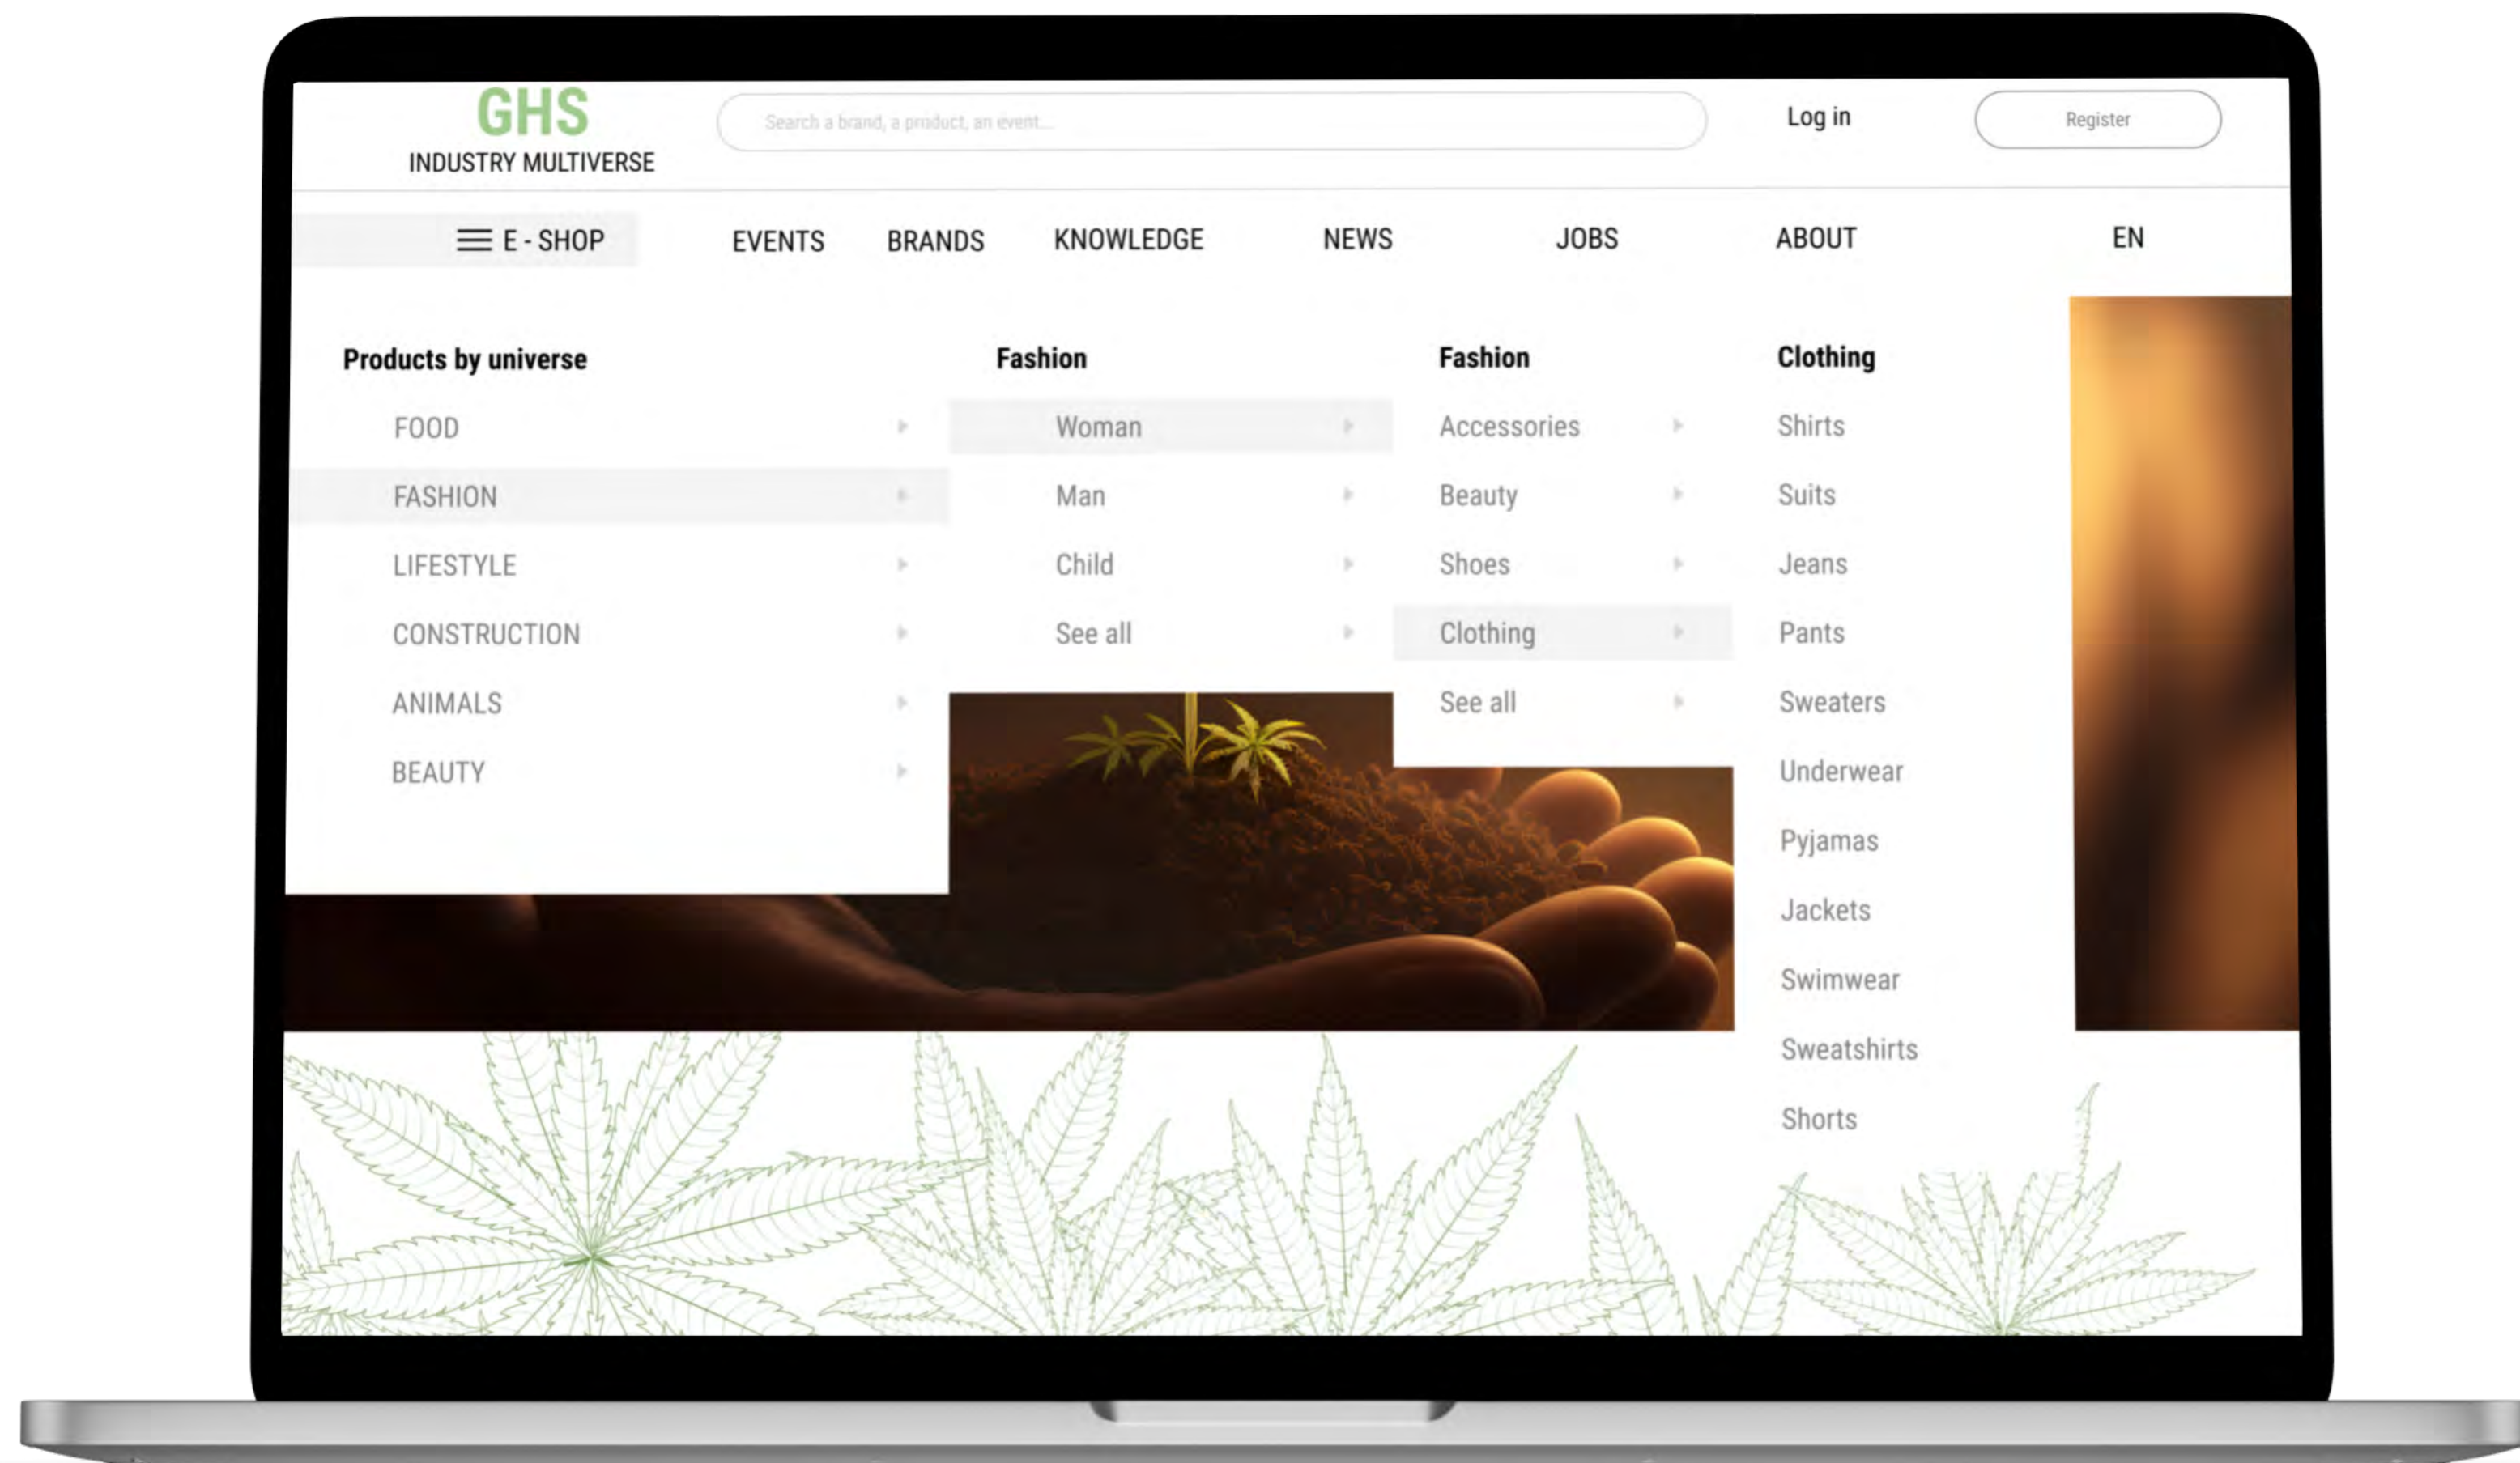 GHS
INDUSTRY MULTIVERSE
Search a brand, a product, an event...
Log in
Register
E - SHOP
EVENTS
BRANDS
KNOWLEDGE
NEWS
JOBS
ABOUT
EN
Products by universe
FOOD
FASHION
LIFESTYLE
CONSTRUCTION
ANIMALS
BEAUTY
Fashion
Woman
Man
Child
See all
Fashion
Accessories
Beauty
Shoes
Clothing
See all
Clothing
Shirts
Suits
Jeans
Pants
Sweaters
Underwear
Pyjamas
Jackets
Swimwear
Sweatshirts
Shorts